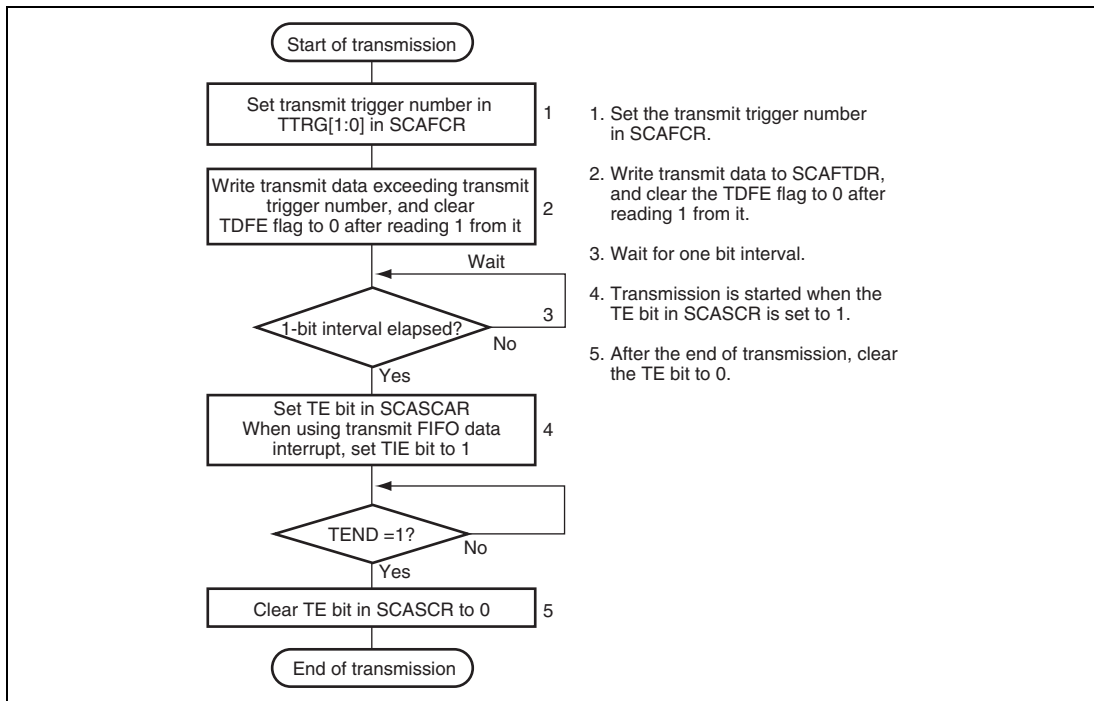 Start of transmission
Set transmit trigger number in
TTRG[1:0] in SCAFCR
1
Write transmit data exceeding transmit
trigger number, and clear
TDFE flag to 0 after reading 1 from it
2
Wait
1-bit interval elapsed?
3
No
Yes
Set TE bit in SCASCAR
When using transmit FIFO data
interrupt, set TIE bit to 1
4
TEND =1?
No
Yes
Clear TE bit in SCASCR to 0
5
End of transmission
1. Set the transmit trigger number
in SCAFCR.
2. Write transmit data to SCAFTDR,
and clear the TDFE flag to 0 after
reading 1 from it.
3. Wait for one bit interval.
4. Transmission is started when the
TE bit in SCASCR is set to 1.
5. After the end of transmission, clear
the TE bit to 0.